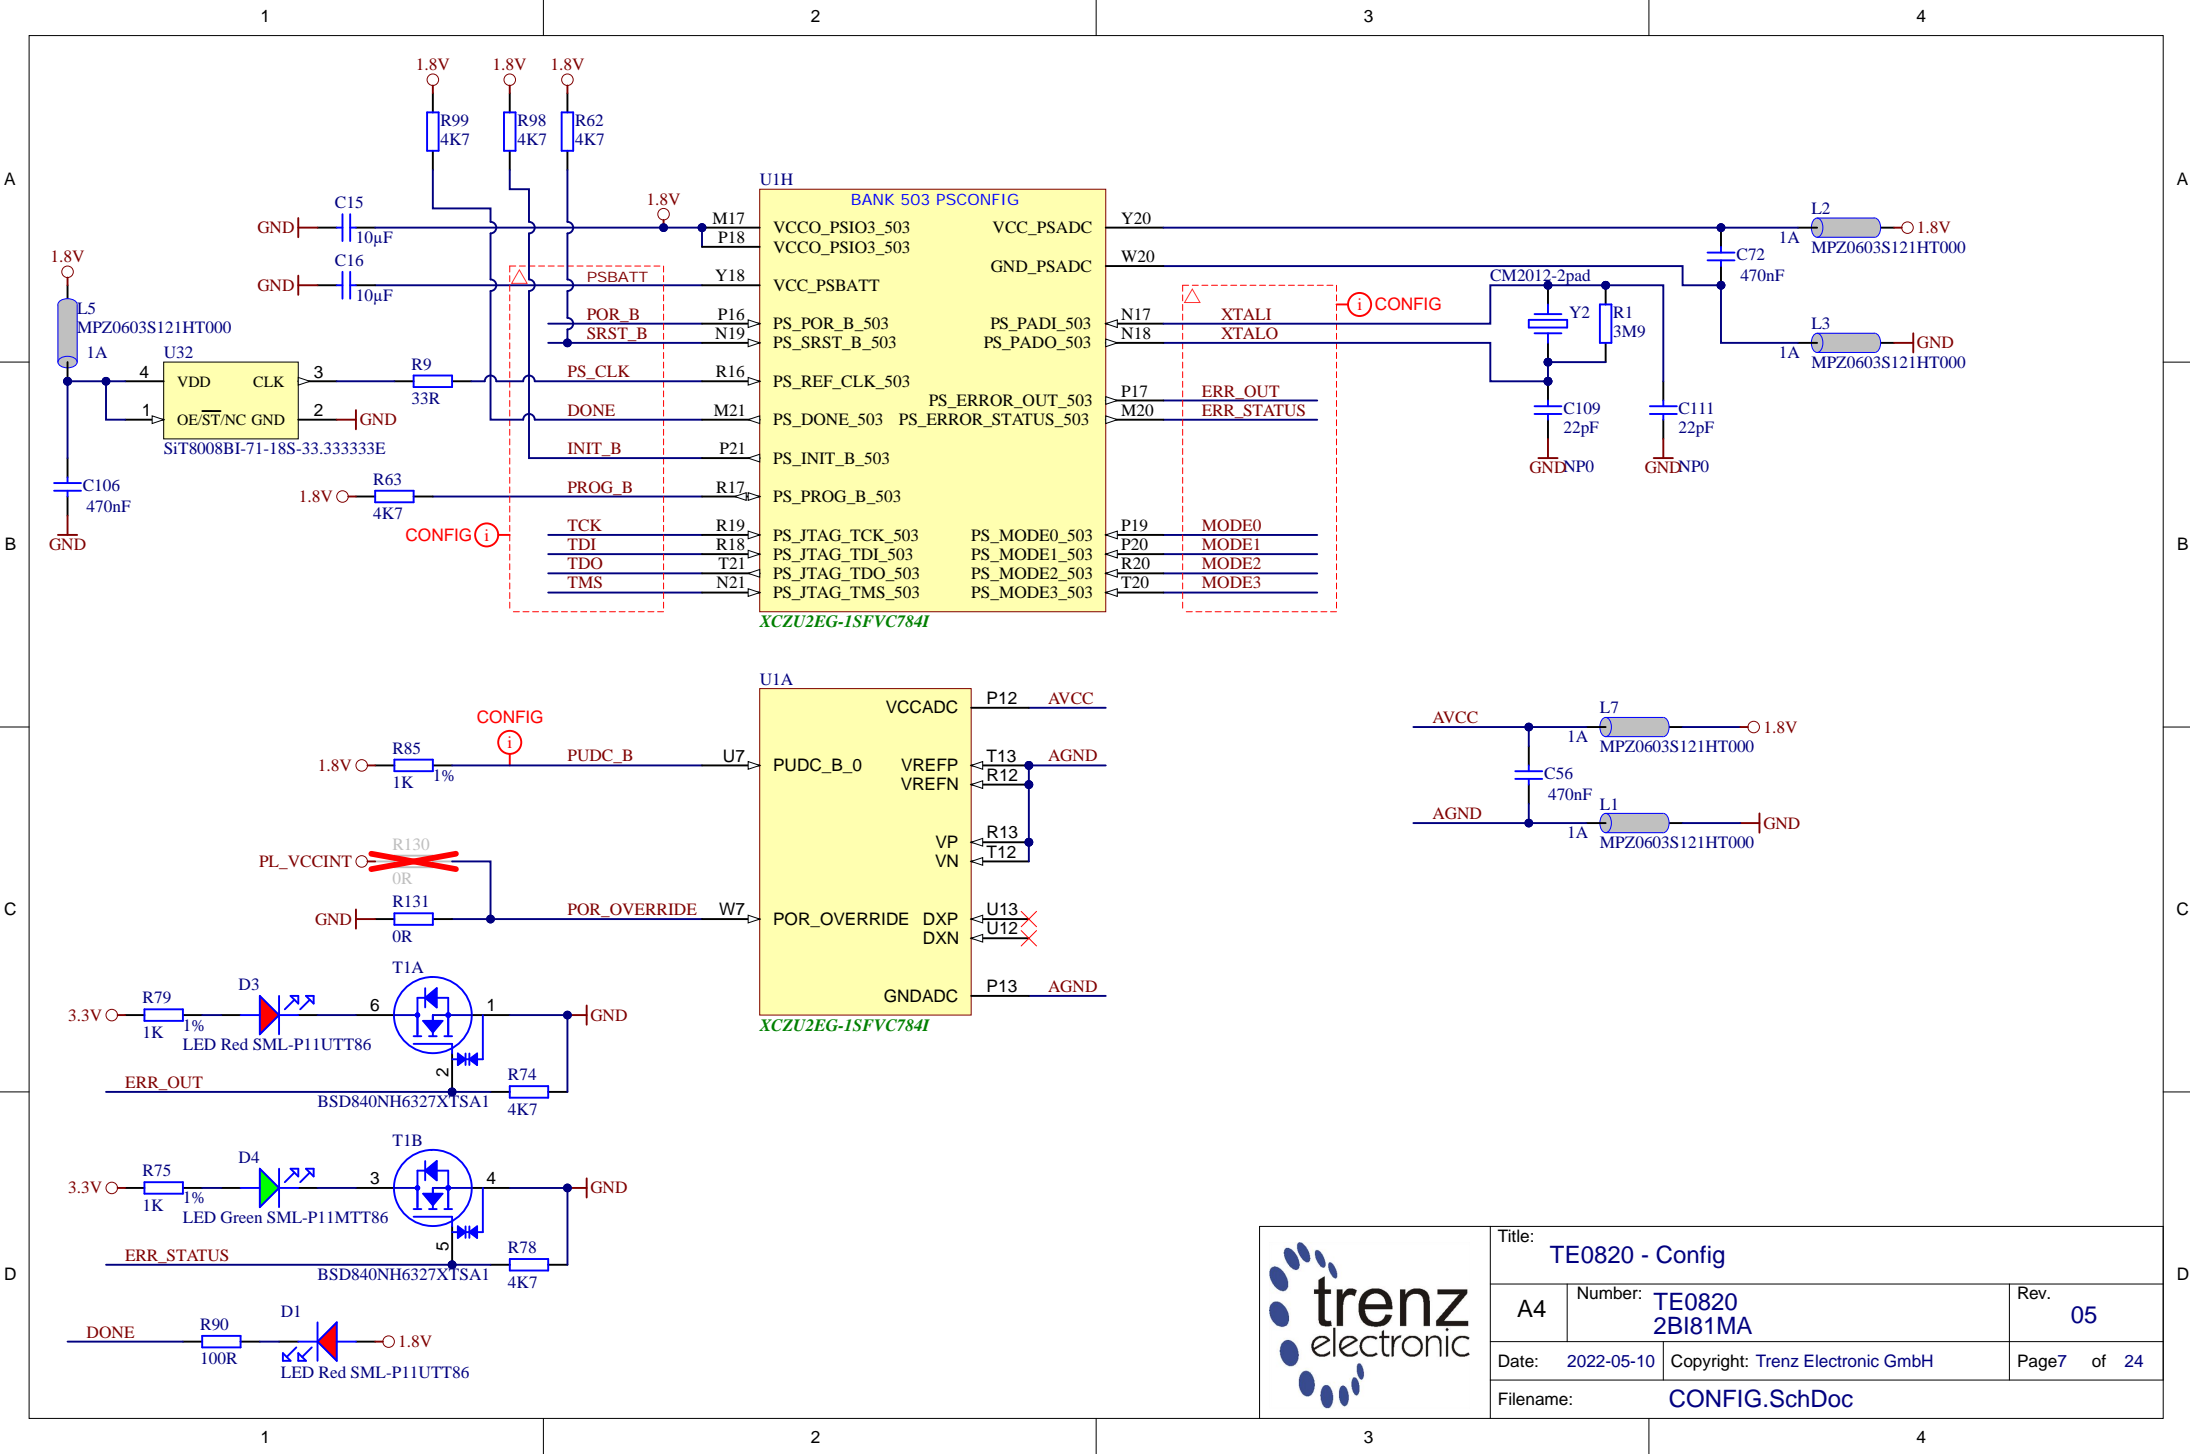 1 2 3 4
A A
B B
C C
D D
1.8V 1.8V 1.8V
R99 4K7
R98 4K7
R62 4K7
GND C15 10µF
1.8V
GND C16 10µF
1.8V
L5
MPZ0603S121HT000
1A
U32
4 VDD CLK 3
1 OE/ST/NC GND 2 GND
SiT8008BI-71-18S-33.333333E
C106
470nF
GND
R9
33R
1.8V R63
4K7
CONFIG i
PSBATT
POR_B
SRST_B
PS_CLK
DONE
INIT_B
PROG_B
TCK
TDI
TDO
TMS
U1H
BANK 503 PSCONFIG
M17 VCCO_PSIO3_503
P18 VCCO_PSIO3_503
Y18 VCC_PSBATT
P16 PS_POR_B_503
N19 PS_SRST_B_503
R16 PS_REF_CLK_503
M21 PS_DONE_503
P21 PS_INIT_B_503
R17 PS_PROG_B_503
R19 PS_JTAG_TCK_503
R18 PS_JTAG_TDI_503
T21 PS_JTAG_TDO_503
N21 PS_JTAG_TMS_503
VCC_PSADC Y20
GND_PSADC W20
PS_PADI_503 N17 XTALI
PS_PADO_503 N18 XTALO
PS_ERROR_OUT_503 P17 ERR_OUT
PS_ERROR_STATUS_503 M20 ERR_STATUS
PS_MODE0_503 P19 MODE0
PS_MODE1_503 P20 MODE1
PS_MODE2_503 R20 MODE2
PS_MODE3_503 T20 MODE3
XCZU2EG-1SFVC784I
i CONFIG
CM2012-2pad
Y2
R1
3M9
C109
22pF
GND NP0
C111
22pF
GND NP0
L2
1A 1.8V
MPZ0603S121HT000
C72
470nF
L3
1A GND
MPZ0603S121HT000
U1A
VCCADC P12 AVCC
U7 PUDC_B_0
VREFP T13 AGND
VREFN R12
VP R13
VN T12
W7 POR_OVERRIDE
DXP U13
DXN U12
GNDADC P13 AGND
XCZU2EG-1SFVC784I
CONFIG
i
1.8V R85 1K 1% PUDC_B
PL_VCCINT R130 0R
GND R131 0R POR_OVERRIDE
AVCC L7 1A 1.8V
MPZ0603S121HT000
C56
470nF
AGND L1 1A GND
MPZ0603S121HT000
T1A
3.3V R79 1K 1% D3 6 1 GND
LED Red SML-P11UTT86
2
ERR_OUT
BSD840NH6327XTSA1
R74
4K7
T1B
3.3V R75 1K 1% D4 3 4 GND
LED Green SML-P11MTT86
5
ERR_STATUS
BSD840NH6327XTSA1
R78
4K7
D1
DONE R90 100R 1.8V
LED Red SML-P11UTT86
trenz
electronic
Title:
TE0820 - Config
A4
Number: TE0820
2BI81MA
Rev.
05
Date: 2022-05-10 Copyright: Trenz Electronic GmbH Page7 of 24
Filename: CONFIG.SchDoc
1 2 3 4